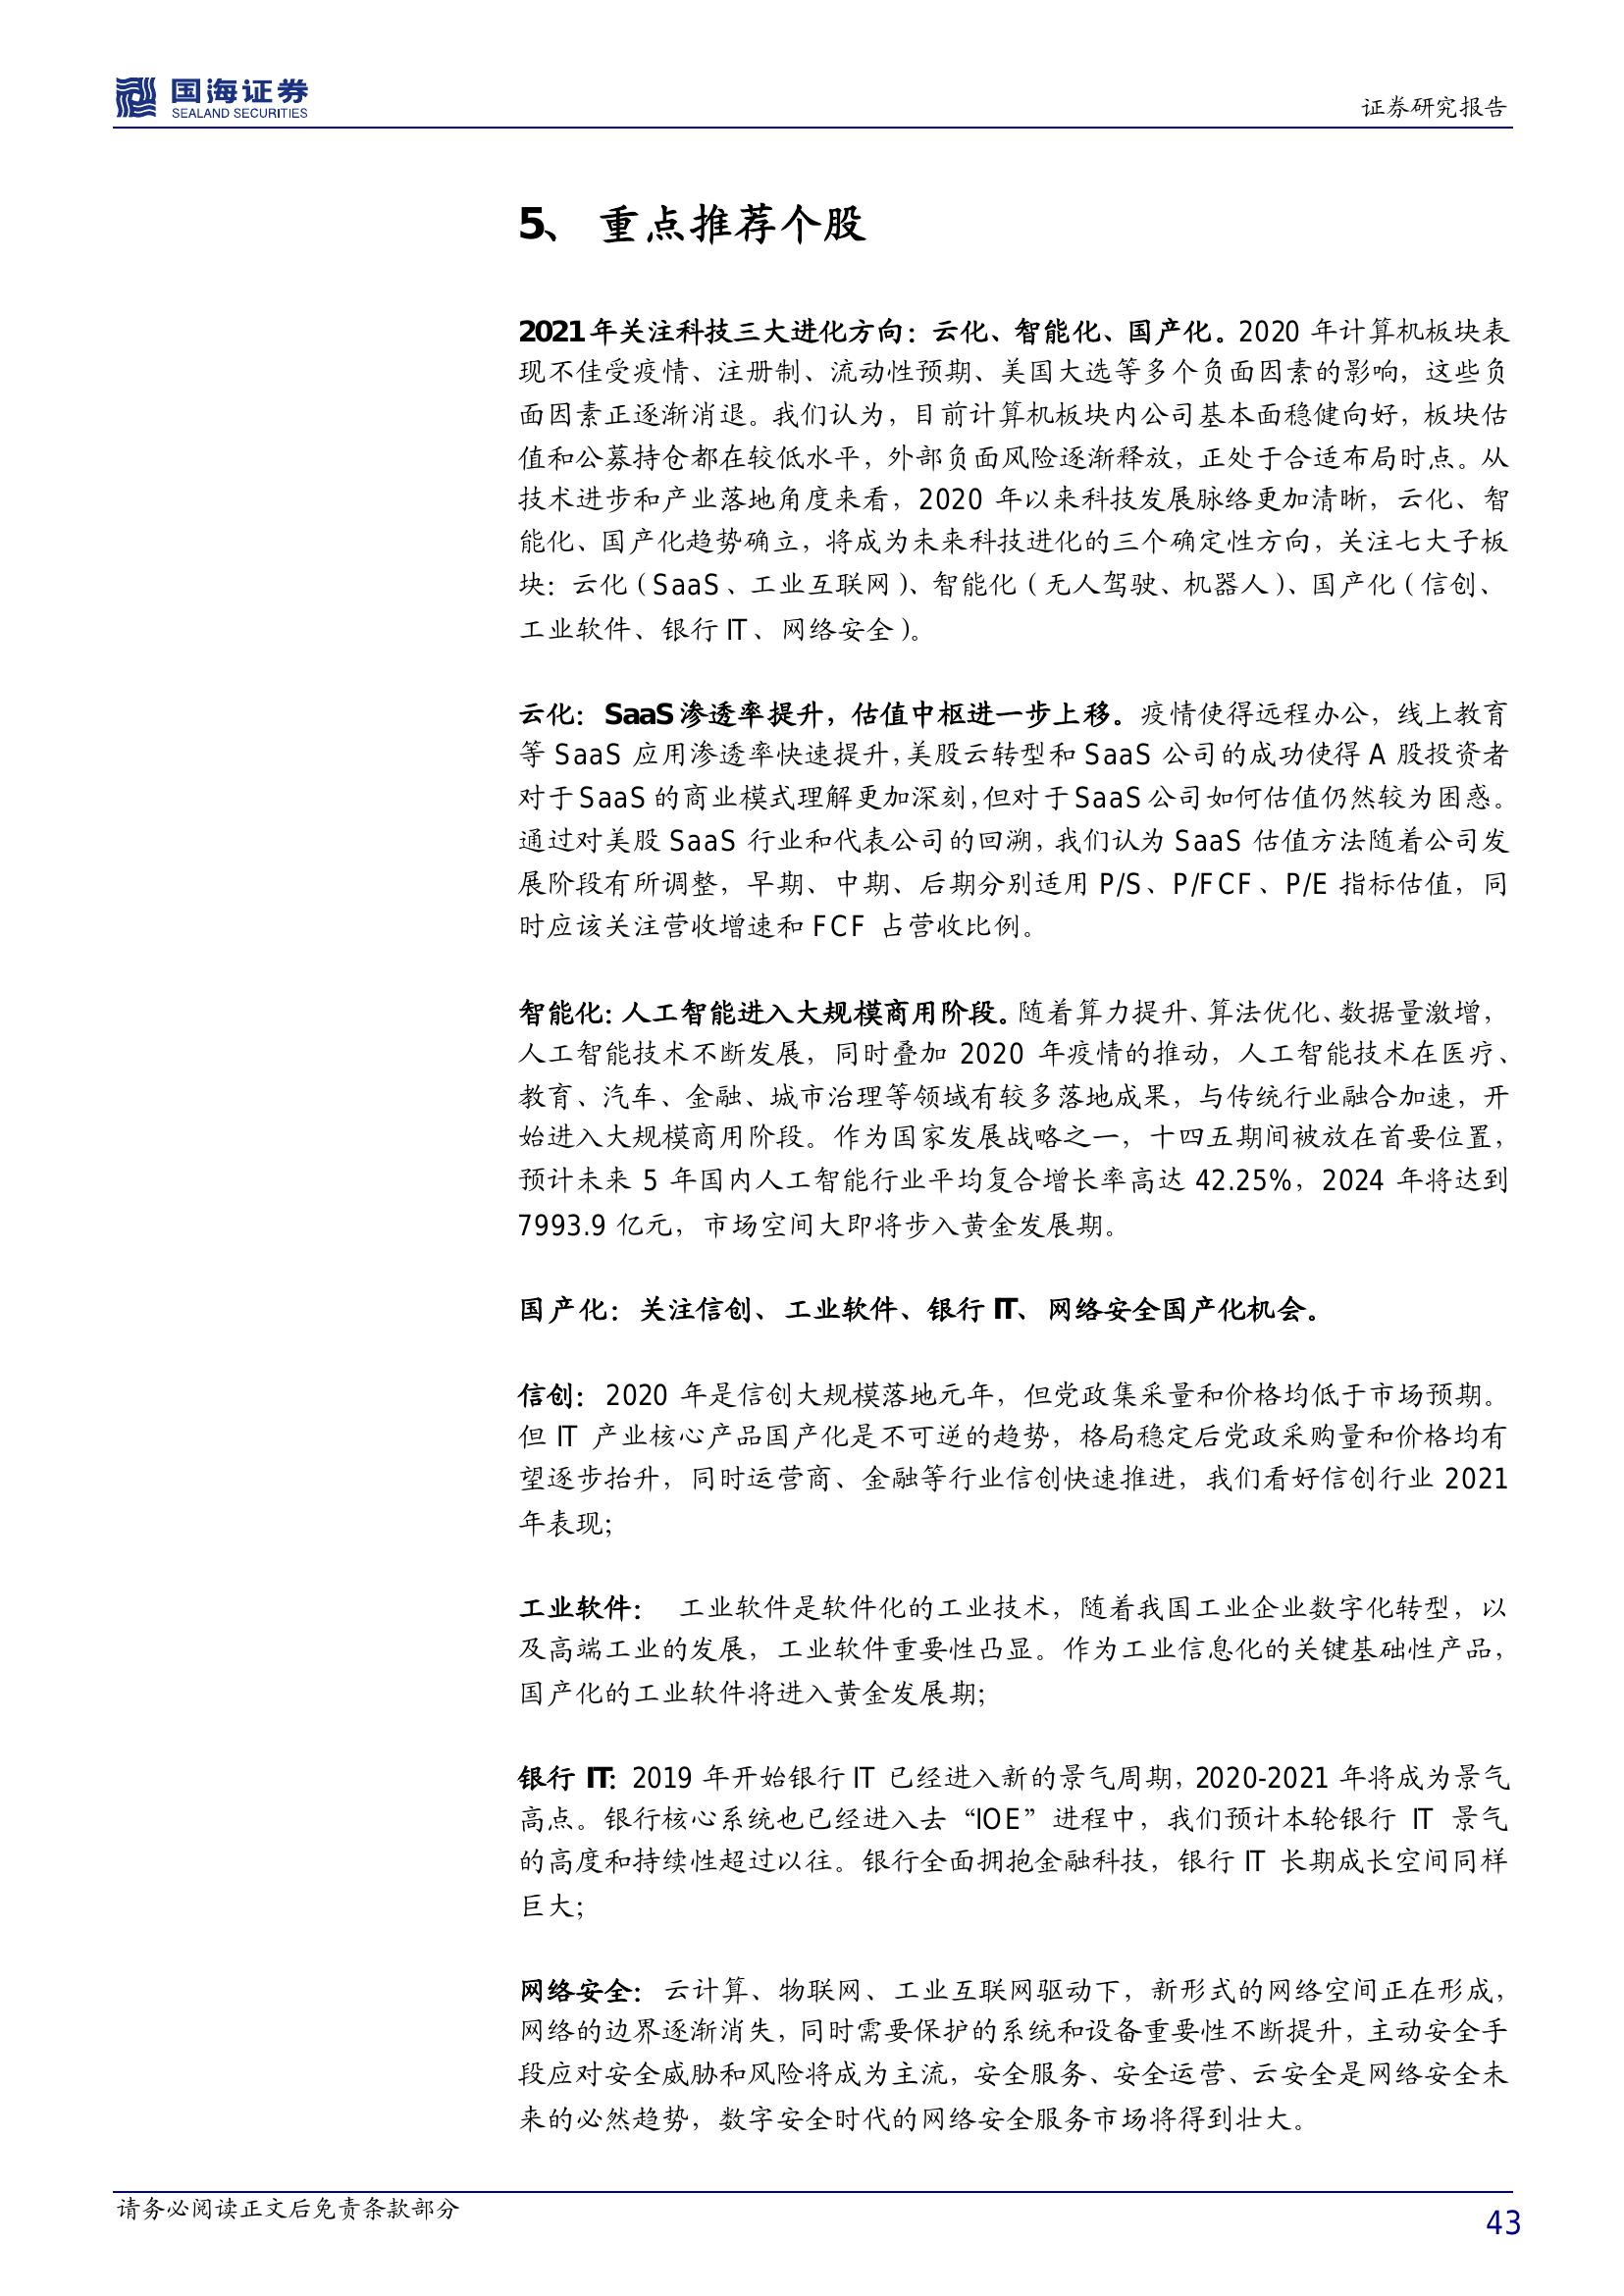 国海证券
SEALAND SECURITIES
证券研究报告
5、 重点推荐个股
2021 年关注科技三大进化方向：云化、智能化、国产化。2020 年计算机板块表
现不佳受疫情、注册制、流动性预期、美国大选等多个负面因素的影响，这些负
面因素正逐渐消退。我们认为，目前计算机板块内公司基本面稳健向好，板块估
值和公募持仓都在较低水平，外部负面风险逐渐释放，正处于合适布局时点。从
技术进步和产业落地角度来看，2020 年以来科技发展脉络更加清晰，云化、智
能化、国产化趋势确立，将成为未来科技进化的三个确定性方向，关注七大子板
块：云化（SaaS、工业互联网）、智能化（无人驾驶、机器人）、国产化（信创、
工业软件、银行 IT、网络安全）。
云化：SaaS 渗透率提升，估值中枢进一步上移。疫情使得远程办公，线上教育
等 SaaS 应用渗透率快速提升，美股云转型和 SaaS 公司的成功使得 A 股投资者
对于 SaaS 的商业模式理解更加深刻，但对于 SaaS 公司如何估值仍然较为困惑。
通过对美股 SaaS 行业和代表公司的回溯，我们认为 SaaS 估值方法随着公司发
展阶段有所调整，早期、中期、后期分别适用 P/S、P/FCF、P/E 指标估值，同
时应该关注营收增速和 FCF 占营收比例。
智能化：人工智能进入大规模商用阶段。随着算力提升、算法优化、数据量激增，
人工智能技术不断发展，同时叠加 2020 年疫情的推动，人工智能技术在医疗、
教育、汽车、金融、城市治理等领域有较多落地成果，与传统行业融合加速，开
始进入大规模商用阶段。作为国家发展战略之一，十四五期间被放在首要位置，
预计未来 5 年国内人工智能行业平均复合增长率高达 42.25%，2024 年将达到
7993.9 亿元，市场空间大即将步入黄金发展期。
国产化：关注信创、工业软件、银行 IT、网络安全国产化机会。
信创：2020 年是信创大规模落地元年，但党政集采量和价格均低于市场预期。
但 IT 产业核心产品国产化是不可逆的趋势，格局稳定后党政采购量和价格均有
望逐步抬升，同时运营商、金融等行业信创快速推进，我们看好信创行业 2021
年表现；
工业软件： 工业软件是软件化的工业技术，随着我国工业企业数字化转型，以
及高端工业的发展，工业软件重要性凸显。作为工业信息化的关键基础性产品，
国产化的工业软件将进入黄金发展期；
银行 IT：2019 年开始银行 IT 已经进入新的景气周期，2020-2021 年将成为景气
高点。银行核心系统也已经进入去“IOE”进程中，我们预计本轮银行 IT 景气
的高度和持续性超过以往。银行全面拥抱金融科技，银行 IT 长期成长空间同样
巨大；
网络安全：云计算、物联网、工业互联网驱动下，新形式的网络空间正在形成，
网络的边界逐渐消失，同时需要保护的系统和设备重要性不断提升，主动安全手
段应对安全威胁和风险将成为主流，安全服务、安全运营、云安全是网络安全未
来的必然趋势，数字安全时代的网络安全服务市场将得到壮大。
请务必阅读正文后免责条款部分
43